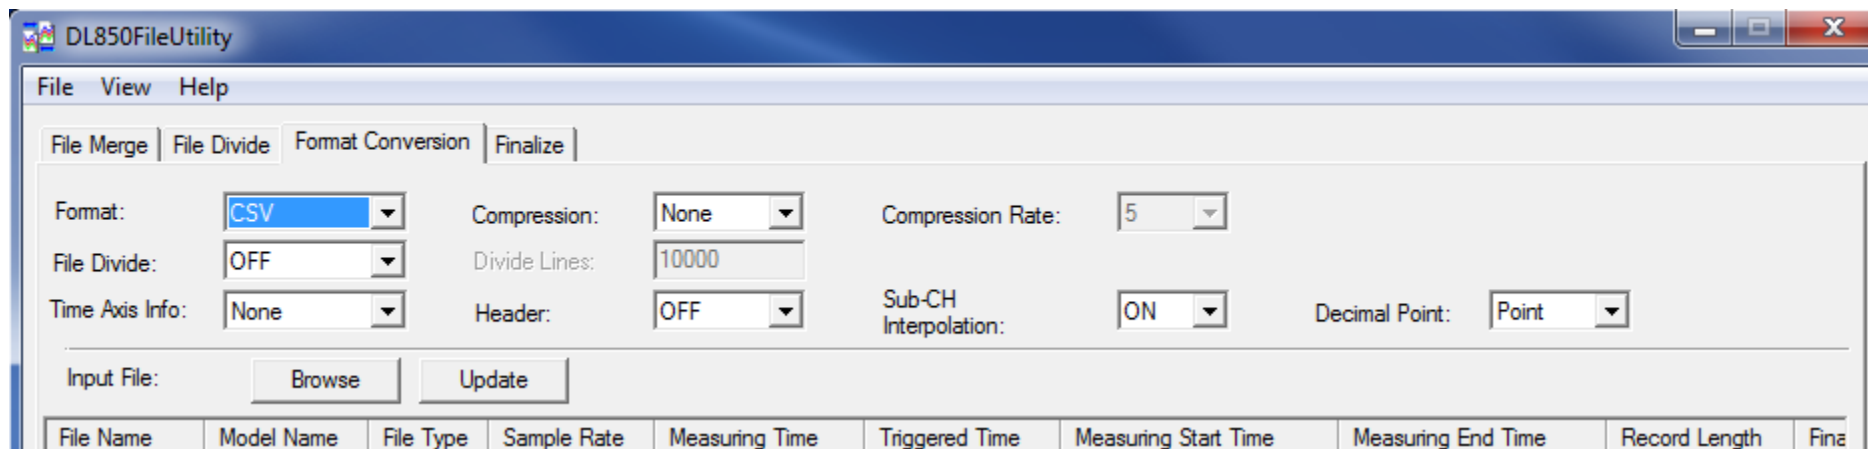 DL850FileUtility
File View Help
File Merge File Divide Format Conversion Finalize
Format: CSV Compression: None Compression Rate: 5
File Divide: OFF Divide Lines: 10000
Time Axis Info: None Header: OFF Sub-CH Interpolation: ON Decimal Point: Point
Input File: Browse Update
File Name Model Name File Type Sample Rate Measuring Time Triggered Time Measuring Start Time Measuring End Time Record Length Fina